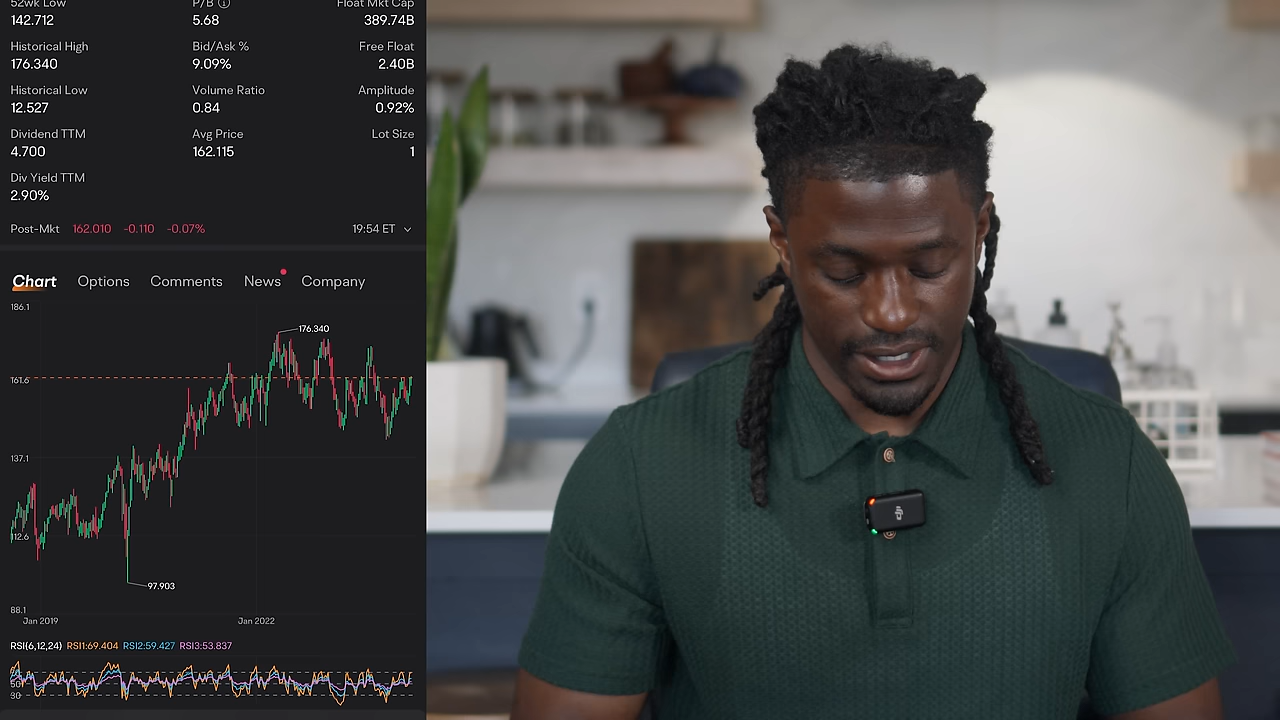 52wk Low P/B Float Mkt Cap
142.712 5.68 389.74B
Historical High Bid/Ask % Free Float
176.340 9.09% 2.40B
Historical Low Volume Ratio Amplitude
12.527 0.84 0.92%
Dividend TTM Avg Price Lot Size
4.700 162.115 1
Div Yield TTM
2.90%
Post-Mkt 162.010 -0.110 -0.07% 19:54 ET
Chart Options Comments News Company
186.1
176.340
161.6
137.1
112.6
97.903
88.1
Jan 2019 Jan 2022
RSI(6,12,24) RSI1:69.404 RSI2:59.427 RSI3:53.837
30
dji